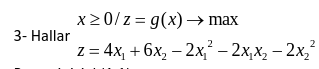 x ≥ 0 / z = g(x) → max
3- Hallar
z = 4x₁ + 6x₂ − 2x₁² − 2x₁x₂ − 2x₂²